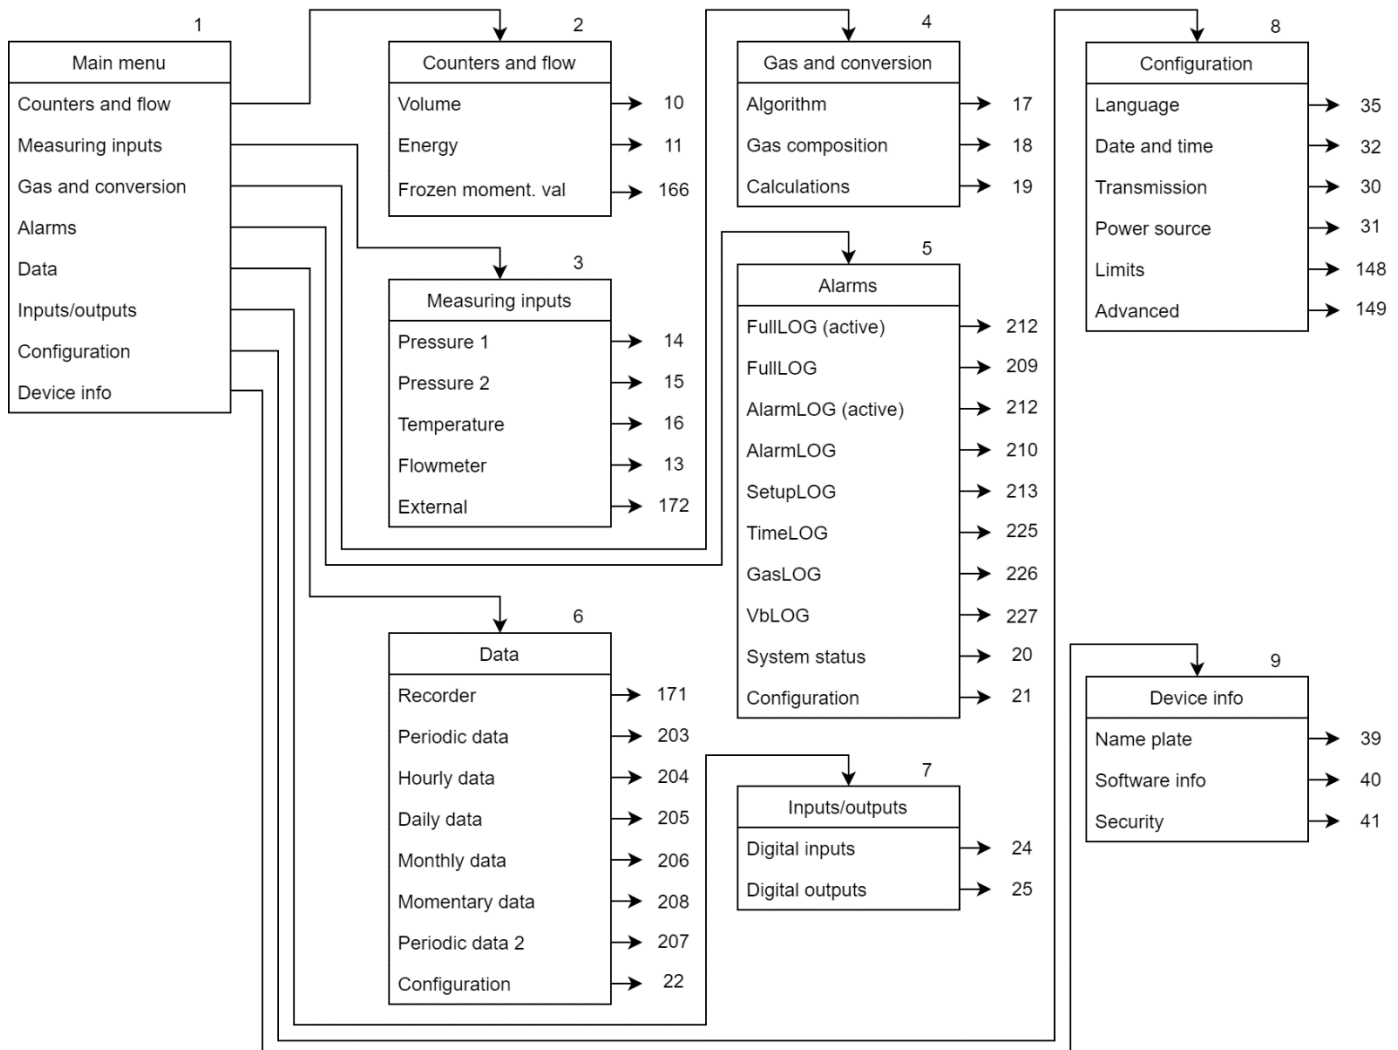 1
Main menu
Counters and flow
Measuring inputs
Gas and conversion
Alarms
Data
Inputs/outputs
Configuration
Device info
2
Counters and flow
Volume 10
Energy 11
Frozen moment. val 166
3
Measuring inputs
Pressure 1 14
Pressure 2 15
Temperature 16
Flowmeter 13
External 172
4
Gas and conversion
Algorithm 17
Gas composition 18
Calculations 19
5
Alarms
FullLOG (active) 212
FullLOG 209
AlarmLOG (active) 212
AlarmLOG 210
SetupLOG 213
TimeLOG 225
GasLOG 226
VbLOG 227
System status 20
Configuration 21
6
Data
Recorder 171
Periodic data 203
Hourly data 204
Daily data 205
Monthly data 206
Momentary data 208
Periodic data 2 207
Configuration 22
7
Inputs/outputs
Digital inputs 24
Digital outputs 25
8
Configuration
Language 35
Date and time 32
Transmission 30
Power source 31
Limits 148
Advanced 149
9
Device info
Name plate 39
Software info 40
Security 41